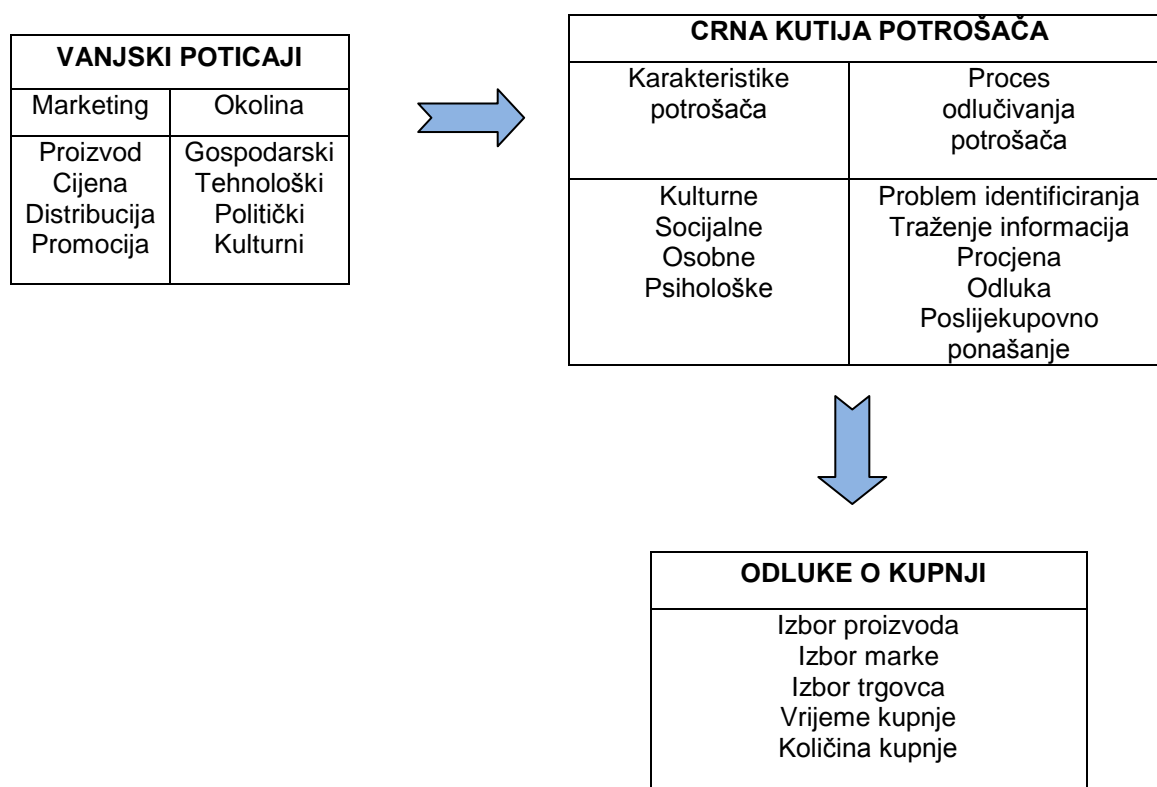 VANJSKI POTICAJI
Marketing
Okolina
Proizvod
Cijena
Distribucija
Promocija
Gospodarski
Tehnološki
Politički
Kulturni
CRNA KUTIJA POTROŠAČA
Karakteristike
potrošača
Proces
odlučivanja
potrošača
Kulturne
Socijalne
Osobne
Psihološke
Problem identificiranja
Traženje informacija
Procjena
Odluka
Poslijekupovno
ponašanje
ODLUKE O KUPNJI
Izbor proizvoda
Izbor marke
Izbor trgovca
Vrijeme kupnje
Količina kupnje